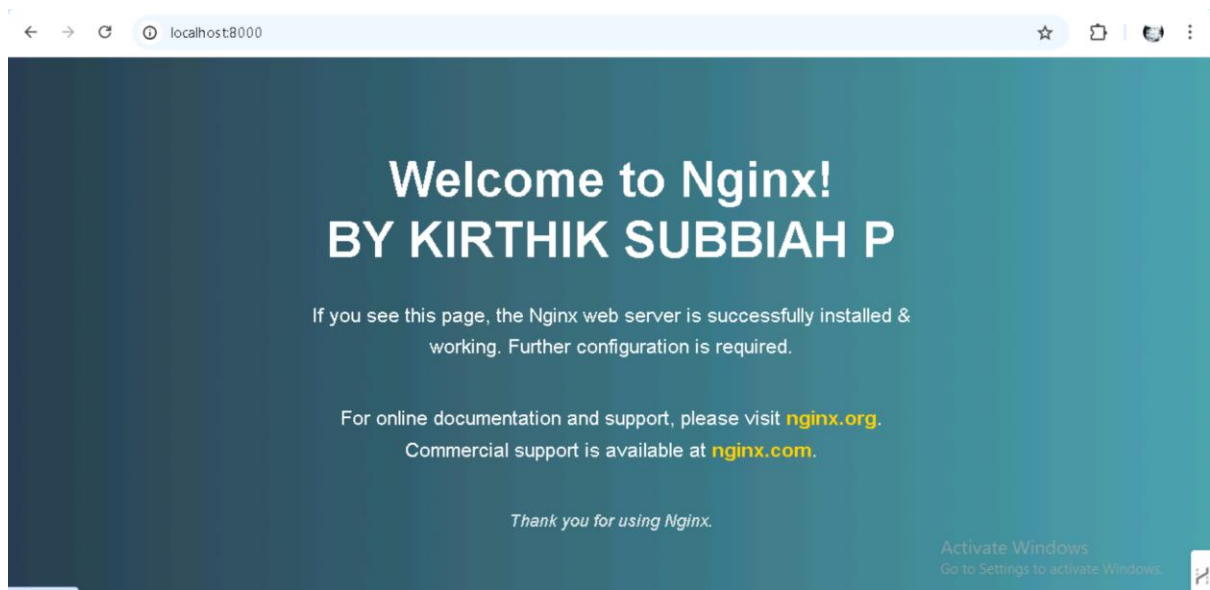 localhost:8000
Welcome to Nginx!
BY KIRTHIK SUBBIAH P
If you see this page, the Nginx web server is successfully installed &
working. Further configuration is required.
For online documentation and support, please visit nginx.org.
Commercial support is available at nginx.com.
Thank you for using Nginx.
Activate Windows
Go to Settings to activate Windows.